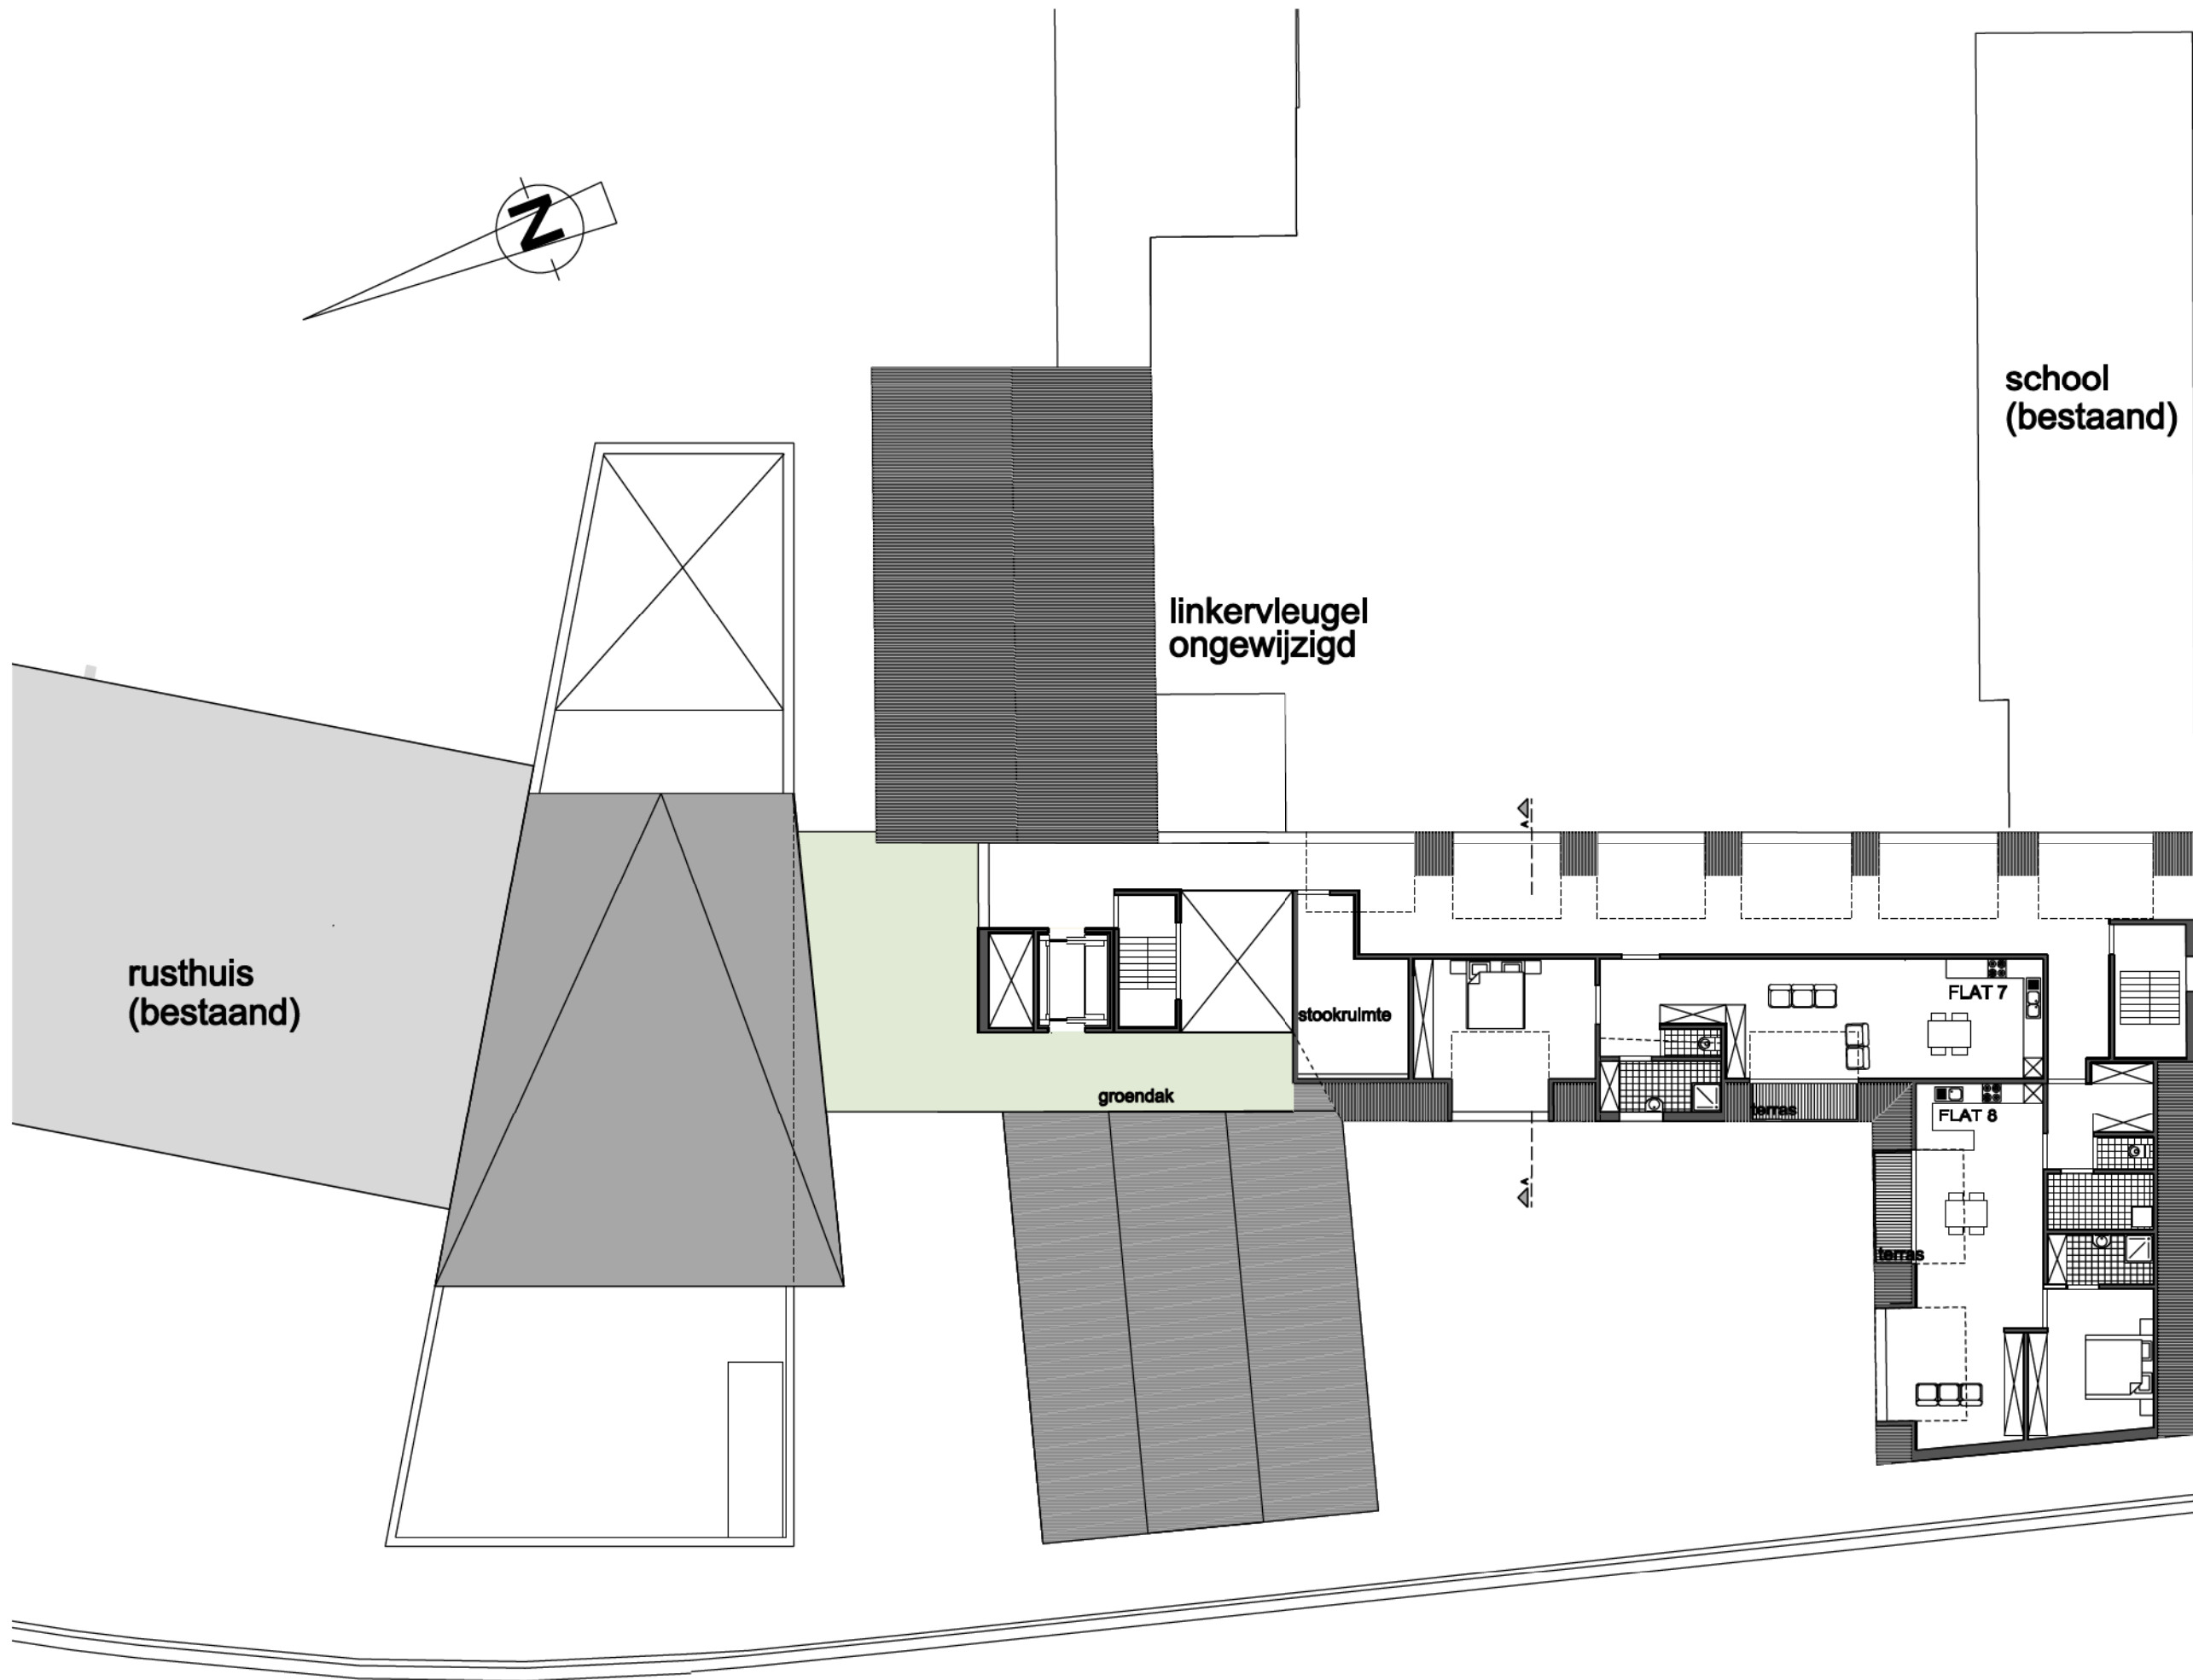 N
school
(bestaand)
linkervleugel
ongewijzigd
A
rusthuis
(bestaand)
FLAT 7
stookruimte
groendak
terras
FLAT 8
A
terras